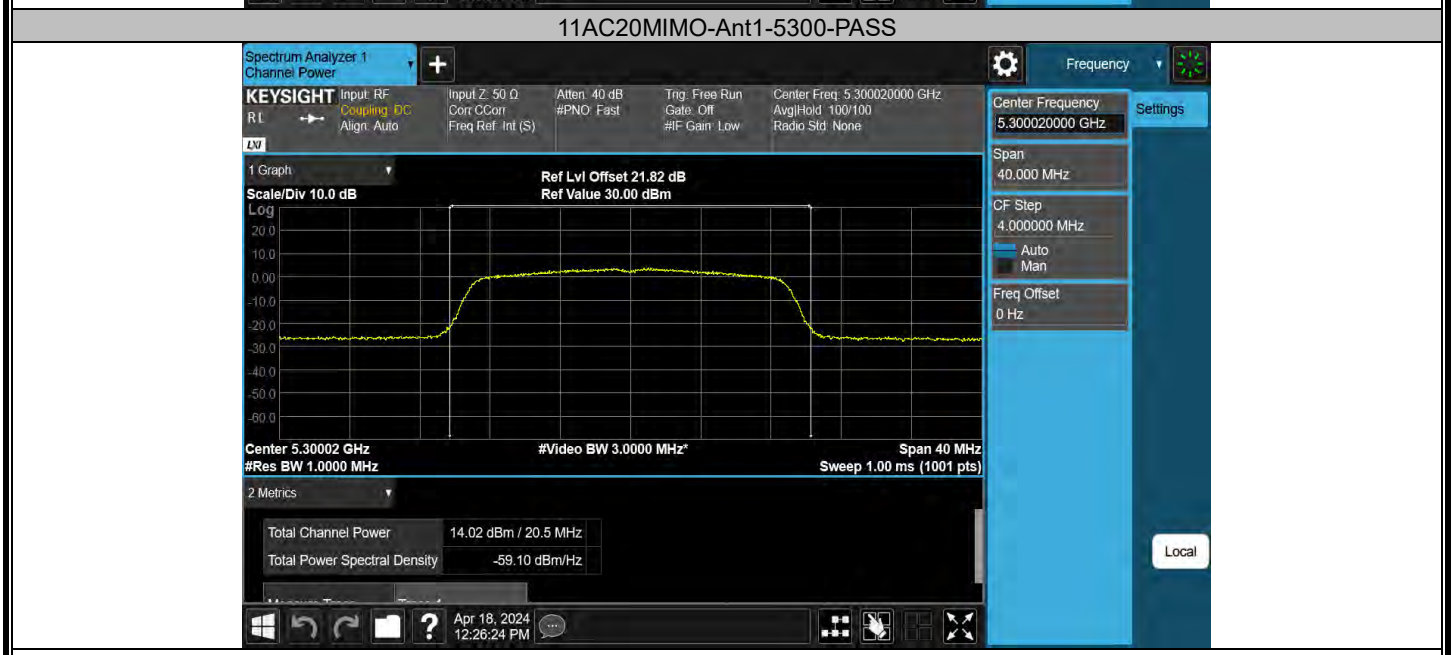 11AC20MIMO-Ant1-5300-PASS
Spectrum Analyzer 1
Channel Power
Frequency
KEYSIGHT
R L
LXI
Input: RF
Coupling: DC
Align: Auto
Input Z: 50 Ω
Corr CCorr
Freq Ref: Int (S)
Atten: 40 dB
#PNO: Fast
Trig: Free Run
Gate: Off
#IF Gain: Low
Center Freq: 5.300020000 GHz
Avg|Hold: 100/100
Radio Std: None
Center Frequency
5.300020000 GHz
Settings
Span
40.000 MHz
CF Step
4.000000 MHz
Auto
Man
Freq Offset
0 Hz
1 Graph
Scale/Div 10.0 dB
Ref Lvl Offset 21.82 dB
Ref Value 30.00 dBm
Log
20.0
10.0
0.00
-10.0
-20.0
-30.0
-40.0
-50.0
-60.0
Center 5.30002 GHz
#Video BW 3.0000 MHz*
Span 40 MHz
#Res BW 1.0000 MHz
Sweep 1.00 ms (1001 pts)
2 Metrics
Total Channel Power 14.02 dBm / 20.5 MHz
Total Power Spectral Density -59.10 dBm/Hz
Local
? Apr 18, 2024
12:26:24 PM